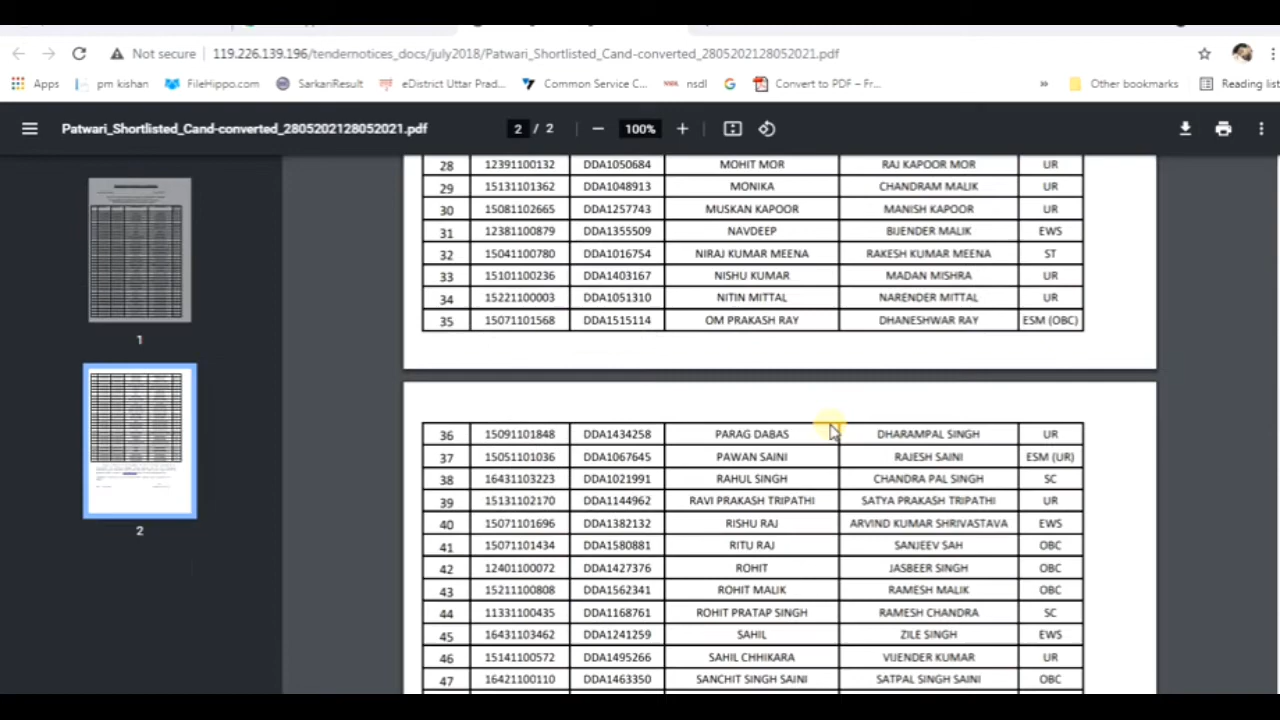 Not secure | 119.226.139.196/tendernotices_docs/july2018/Patwari_Shortlisted_Cand-converted_2805202128052021.pdf
Apps pm kishan FileHippo.com SarkariResult eDistrict Uttar Prad... Common Service C... nsdl Convert to PDF – Fr... » Other bookmarks Reading list
Patwari_Shortlisted_Cand-converted_2805202128052021.pdf 2 / 2 − 100% +
28 12391100132 DDA1050684 MOHIT MOR RAJ KAPOOR MOR UR
29 15131101362 DDA1048913 MONIKA CHANDRAM MALIK UR
30 15081102665 DDA1257743 MUSKAN KAPOOR MANISH KAPOOR UR
31 12381100879 DDA1355509 NAVDEEP BIJENDER MALIK EWS
32 15041100780 DDA1016754 NIRAJ KUMAR MEENA RAKESH KUMAR MEENA ST
33 15101100236 DDA1403167 NISHU KUMAR MADAN MISHRA UR
34 15221100003 DDA1051310 NITIN MITTAL NARENDER MITTAL UR
35 15071101568 DDA1515114 OM PRAKASH RAY DHANESHWAR RAY ESM (OBC)
36 15091101848 DDA1434258 PARAG DABAS DHARAMPAL SINGH UR
37 15051101036 DDA1067645 PAWAN SAINI RAJESH SAINI ESM (UR)
38 16431103223 DDA1021991 RAHUL SINGH CHANDRA PAL SINGH SC
39 15131102170 DDA1144962 RAVI PRAKASH TRIPATHI SATYA PRAKASH TRIPATHI UR
40 15071101696 DDA1382132 RISHU RAJ ARVIND KUMAR SHRIVASTAVA EWS
41 15071101434 DDA1580881 RITU RAJ SANJEEV SAH OBC
42 12401100072 DDA1427376 ROHIT JASBEER SINGH OBC
43 15211100808 DDA1562341 ROHIT MALIK RAMESH MALIK OBC
44 11331100435 DDA1168761 ROHIT PRATAP SINGH RAMESH CHANDRA SC
45 16431103462 DDA1241259 SAHIL ZILE SINGH EWS
46 15141100572 DDA1495266 SAHIL CHHIKARA VIJENDER KUMAR UR
47 16421100110 DDA1463350 SANCHIT SINGH SAINI SATPAL SINGH SAINI OBC
1
2